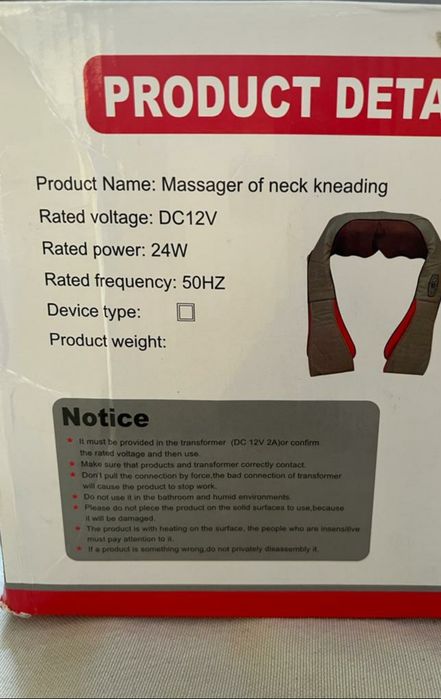 PRODUCT DETA
Product Name: Massager of neck kneading
Rated voltage: DC12V
Rated power: 24W
Rated frequency: 50HZ
Device type:
Product weight:
Notice
★ It must be provided in the transformer (DC 12V 2A)or confirm
the rated voltage and then use.
★ Make sure that products and transformer correctly contact.
★ Don't pull the connection by force,the bad connection of transformer
will cause the product to stop work.
★ Do not use it in the bathroom and humid environments.
★ Please do not plece the product on the solid surfaces to use,because
it will be damaged.
★ The product is with heating on the surface, the people who are insensitive
must pay attention to it.
★ If a product is something wrong,do not privately disassembly it.